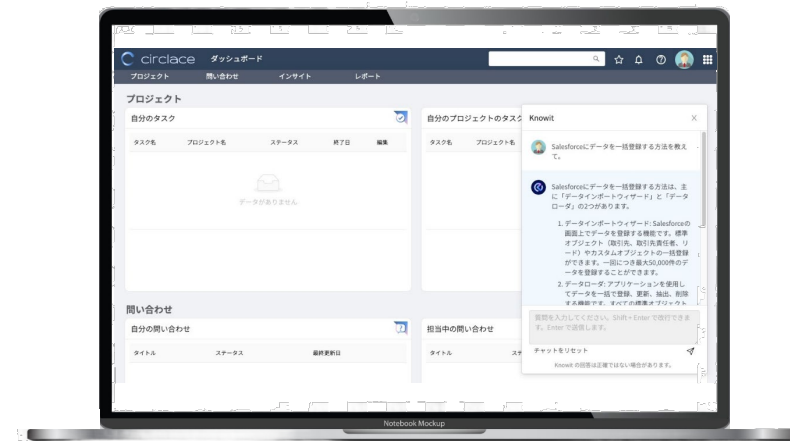 circlace ダッシュボード
プロジェクト 問い合わせ インサイト レポート
プロジェクト
自分のタスク
タスク名 プロジェクト名 ステータス 終了日 編集
データがありません
自分のプロジェクトのタスク
タスク名 プロジェクト名
Knowit X
Salesforceにデータを一括登録する方法を教え
て。
Salesforceにデータを一括登録する方法は、主
に「データインポートウィザード」と「データ
ローダ」の2つがあります。
1. データインポートウィザード: Salesforceの
画面上でデータを登録する機能です。標準
オブジェクト（取引先、取引先責任者、リ
ード）やカスタムオブジェクトの一括登録
ができます。一回につき最大50,000件のデ
ータを登録することができます。
2. データローダ: アプリケーションを使用し
てデータを一括で登録、更新、抽出、削除
する機能です。すべての標準オブジェクト
質問を入力してください。Shift+Enter で改行できま
す。Enter で送信します。
チャットをリセット
Knowit の回答は正確ではない場合があります。
問い合わせ
自分の問い合わせ
タイトル ステータス 最終更新日
担当中の問い合わせ
タイトル ステ
Notebook Mockup